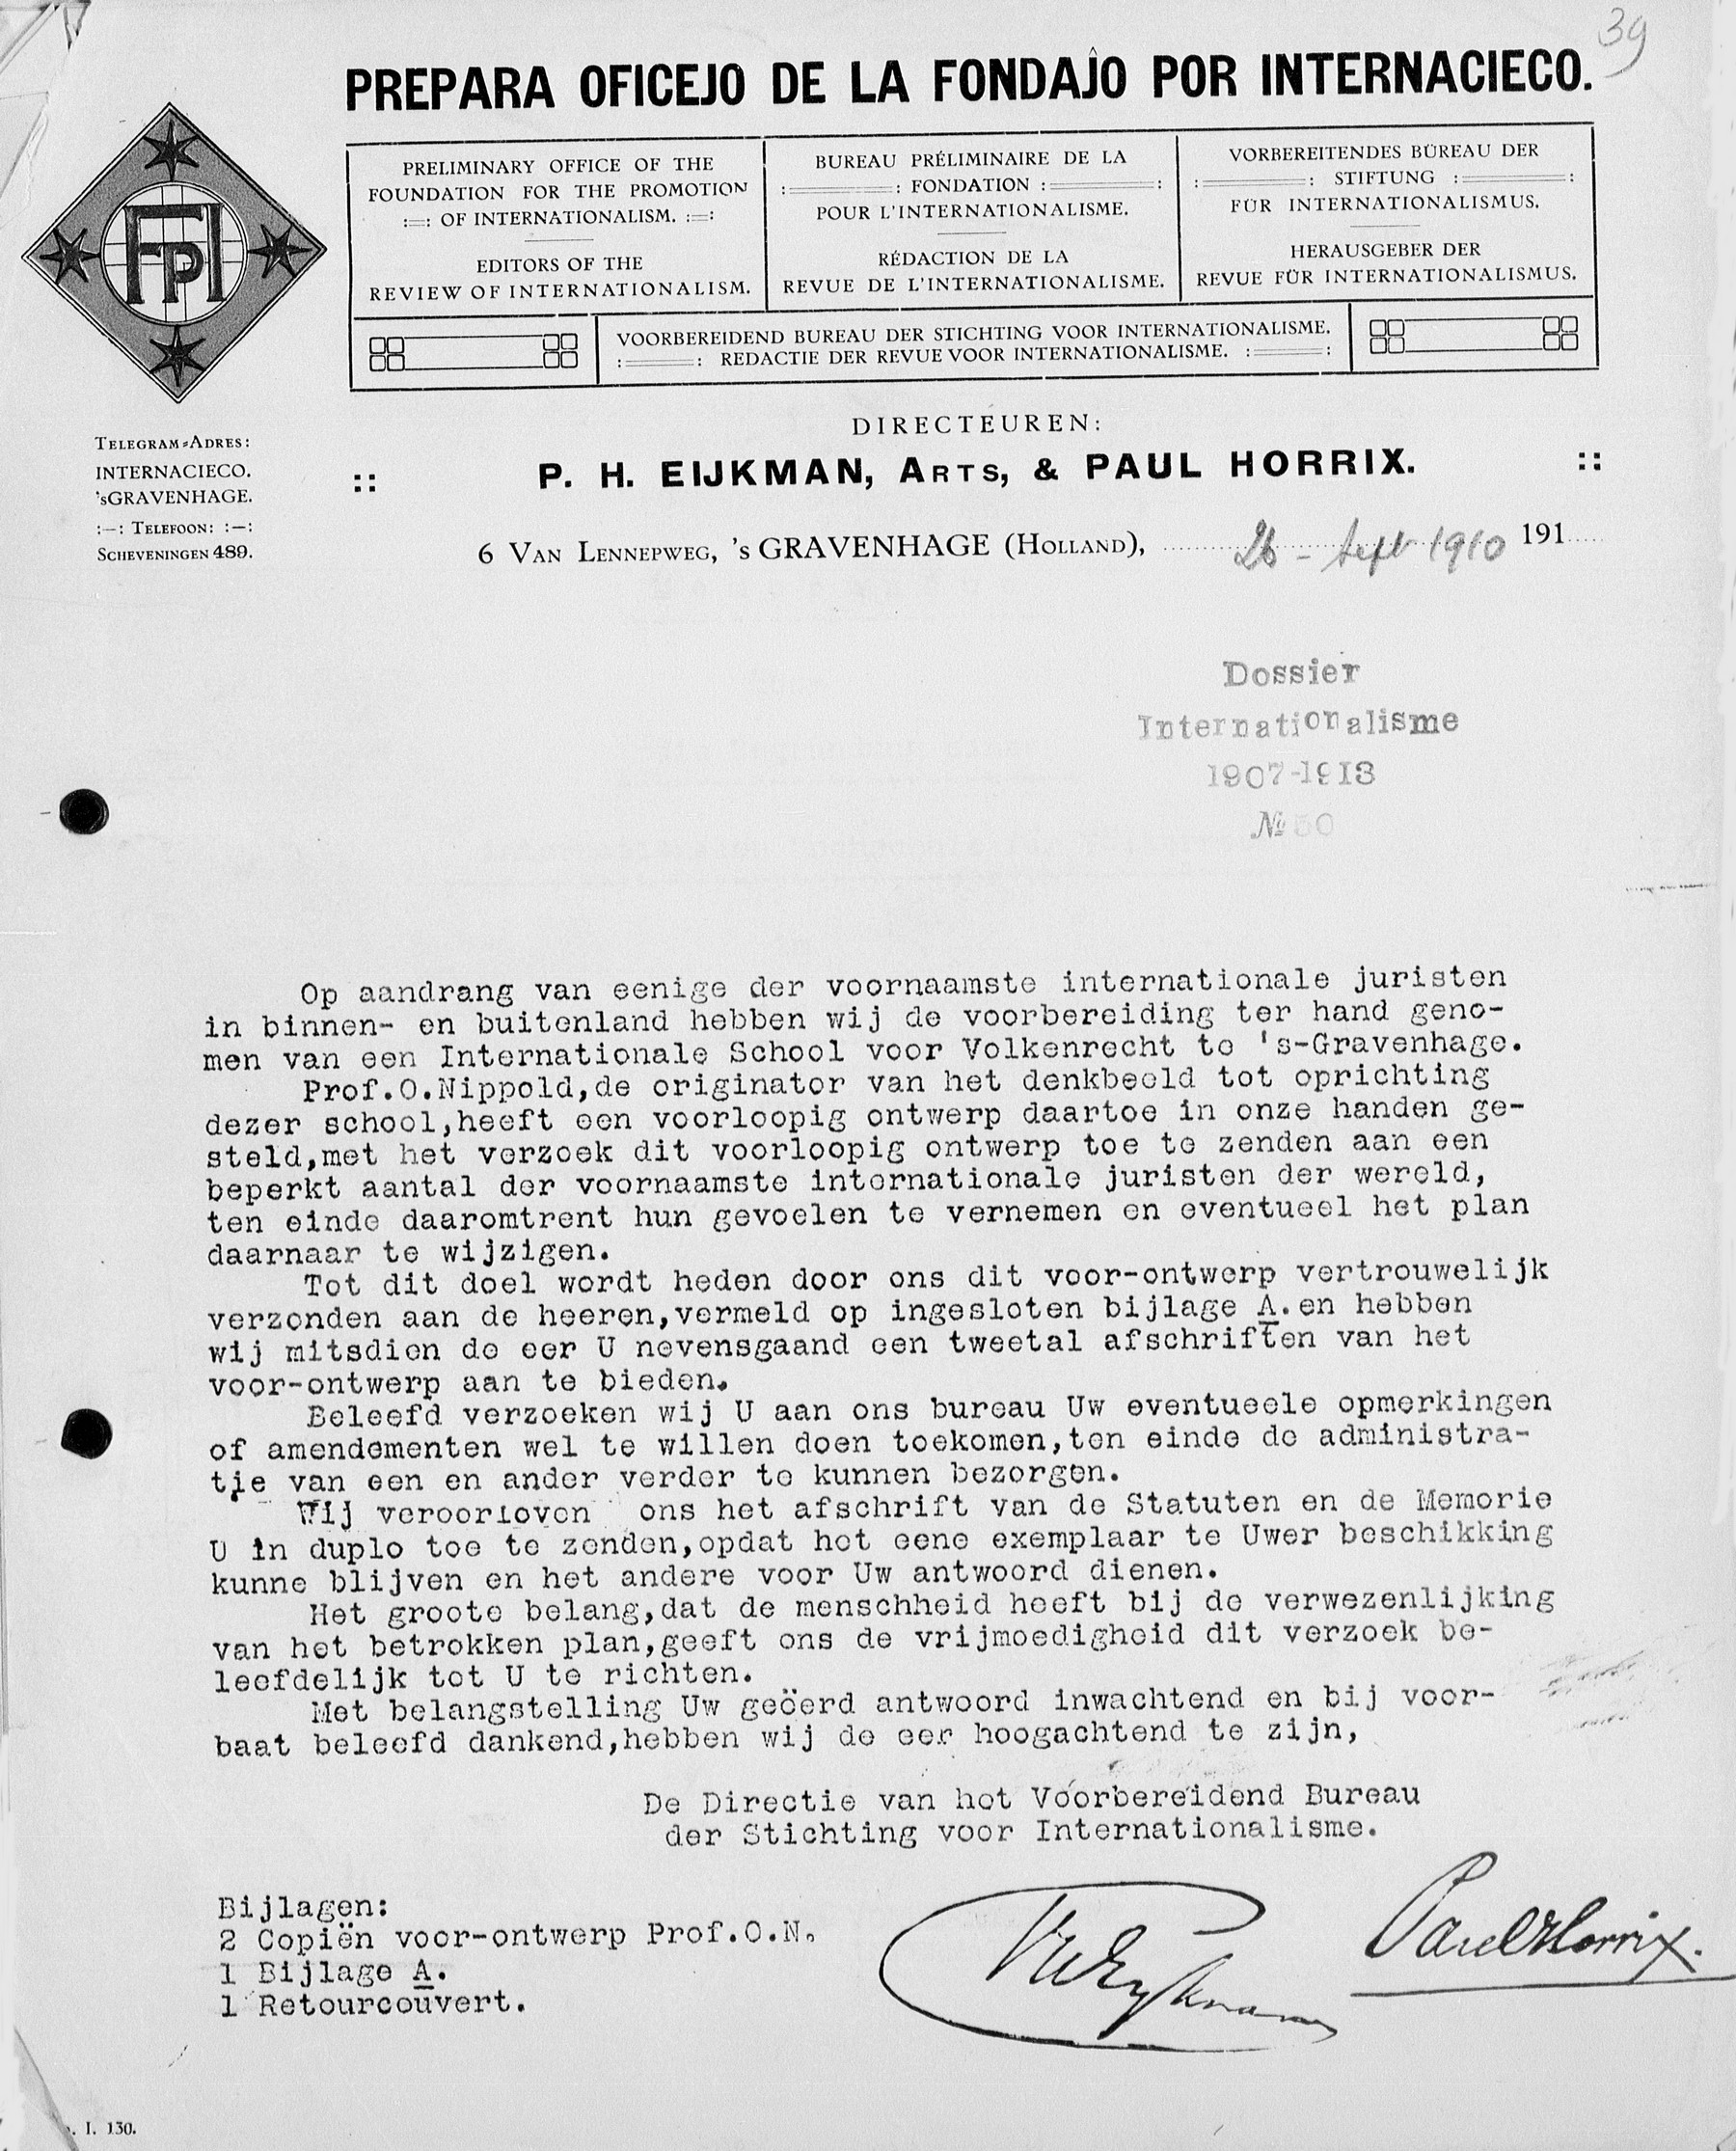 39
PREPARA OFICEJO DE LA FONDAĴO POR INTERNACIECO.
PRELIMINARY OFFICE OF THE
FOUNDATION FOR THE PROMOTION
:=: OF INTERNATIONALISM. :=:
EDITORS OF THE
REVIEW OF INTERNATIONALISM.
BUREAU PRÉLIMINAIRE DE LA
: FONDATION :
POUR L'INTERNATIONALISME.
RÉDACTION DE LA
REVUE DE L'INTERNATIONALISME.
VORBEREITENDES BÜREAU DER
: STIFTUNG :
FÜR INTERNATIONALISMUS.
HERAUSGEBER DER
REVUE FÜR INTERNATIONALISMUS.
VOORBEREIDEND BUREAU DER STICHTING VOOR INTERNATIONALISME.
: REDACTIE DER REVUE VOOR INTERNATIONALISME. :
FPI
TELEGRAM-ADRES:
INTERNACIECO.
'sGRAVENHAGE.
:—: TELEFOON: :—:
SCHEVENINGEN 489.
DIRECTEUREN:
:: P. H. EIJKMAN, ARTS, & PAUL HORRIX. ::
6 VAN LENNEPWEG, 's GRAVENHAGE (HOLLAND), 26 - Sept 1910 191
Dossier
Internationalisme
1907-1913
№ 50
Op aandrang van eenige der voornaamste internationale juristen
in binnen- en buitenland hebben wij de voorbereiding ter hand geno-
men van een Internationale School voor Volkenrecht te 's-Gravenhage.
Prof.O.Nippold,de originator van het denkbeeld tot oprichting
dezer school,heeft een voorloopig ontwerp daartoe in onze handen ge-
steld,met het verzoek dit voorloopig ontwerp toe te zenden aan een
beperkt aantal der voornaamste internationale juristen der wereld,
ten einde daaromtrent hun gevoelen te vernemen en eventueel het plan
daarnaar te wijzigen.
Tot dit doel wordt heden door ons dit voor-ontwerp vertrouwelijk
verzonden aan de heeren,vermeld op ingesloten bijlage A.en hebben
wij mitsdien de eer U nevensgaand een tweetal afschriften van het
voor-ontwerp aan te bieden.
Beleefd verzoeken wij U aan ons bureau Uw eventueele opmerkingen
of amendementen wel te willen doen toekomen,ten einde de administra-
tie van een en ander verder te kunnen bezorgen.
Wij veroorloven ons het afschrift van de Statuten en de Memorie
U in duplo toe te zenden,opdat het eene exemplaar te Uwer beschikking
kunne blijven en het andere voor Uw antwoord dienen.
Het groote belang,dat de menschheid heeft bij de verwezenlijking
van het betrokken plan,geeft ons de vrijmoedigheid dit verzoek be-
leefdelijk tot U te richten.
Met belangstelling Uw geëerd antwoord inwachtend en bij voor-
baat beleefd dankend,hebben wij de eer hoogachtend te zijn,
De Directie van het Voorbereidend Bureau
der Stichting voor Internationalisme.
Bijlagen:
2 Copiën voor-ontwerp Prof.O.N.
1 Bijlage A.
1 Retourcouvert.
PH Eykman
Paul Horrix.
I. 130.